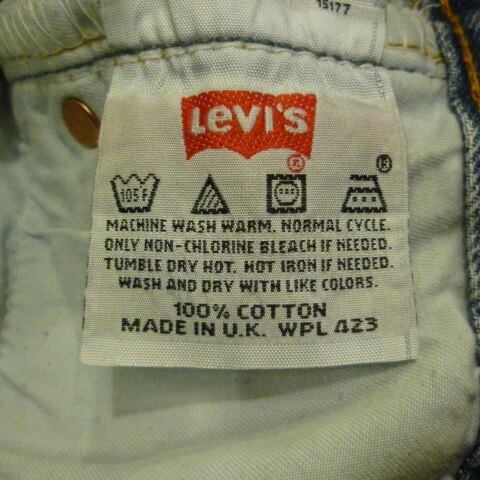 15177
Levi's
105F
MACHINE WASH WARM. NORMAL CYCLE.
ONLY NON-CHLORINE BLEACH IF NEEDED.
TUMBLE DRY HOT. HOT IRON IF NEEDED.
WASH AND DRY WITH LIKE COLORS.
100% COTTON
MADE IN U.K. WPL 423